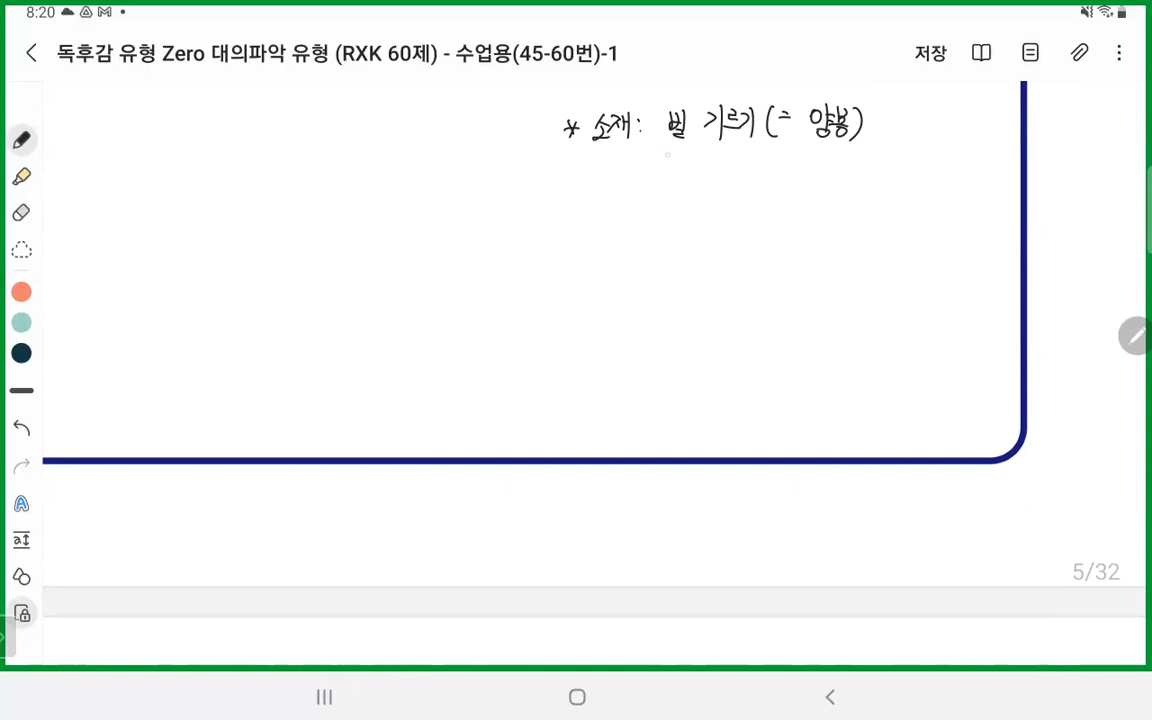 8:20
독후감 유형 Zero 대의파악 유형 (RXK 60제) - 수업용(45-60번)-1
저장
* 소재: 벌 기르기 (= 양봉)
5/32